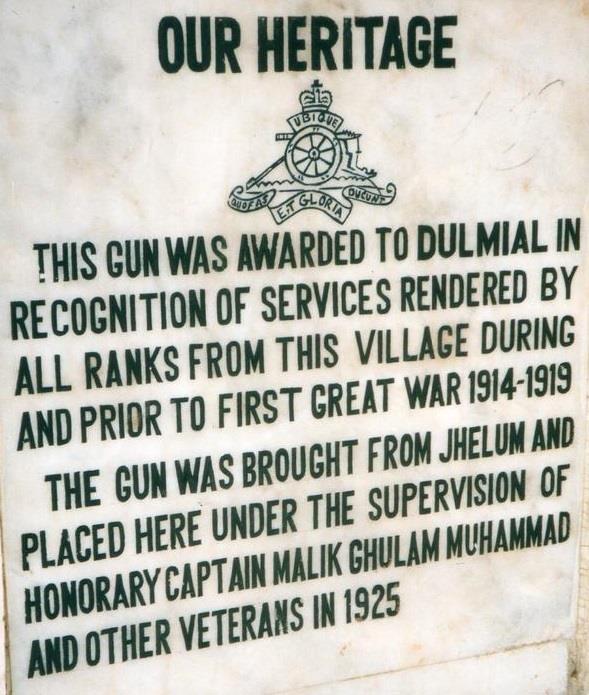 OUR HERITAGE
UBIQUE
QUOFAS ET GLORIA DUCUNT
THIS GUN WAS AWARDED TO DULMIAL IN
RECOGNITION OF SERVICES RENDERED BY
ALL RANKS FROM THIS VILLAGE DURING
AND PRIOR TO FIRST GREAT WAR 1914-1919
THE GUN WAS BROUGHT FROM JHELUM AND
PLACED HERE UNDER THE SUPERVISION OF
HONORARY CAPTAIN MALIK GHULAM MUHAMMAD
AND OTHER VETERANS IN 1925